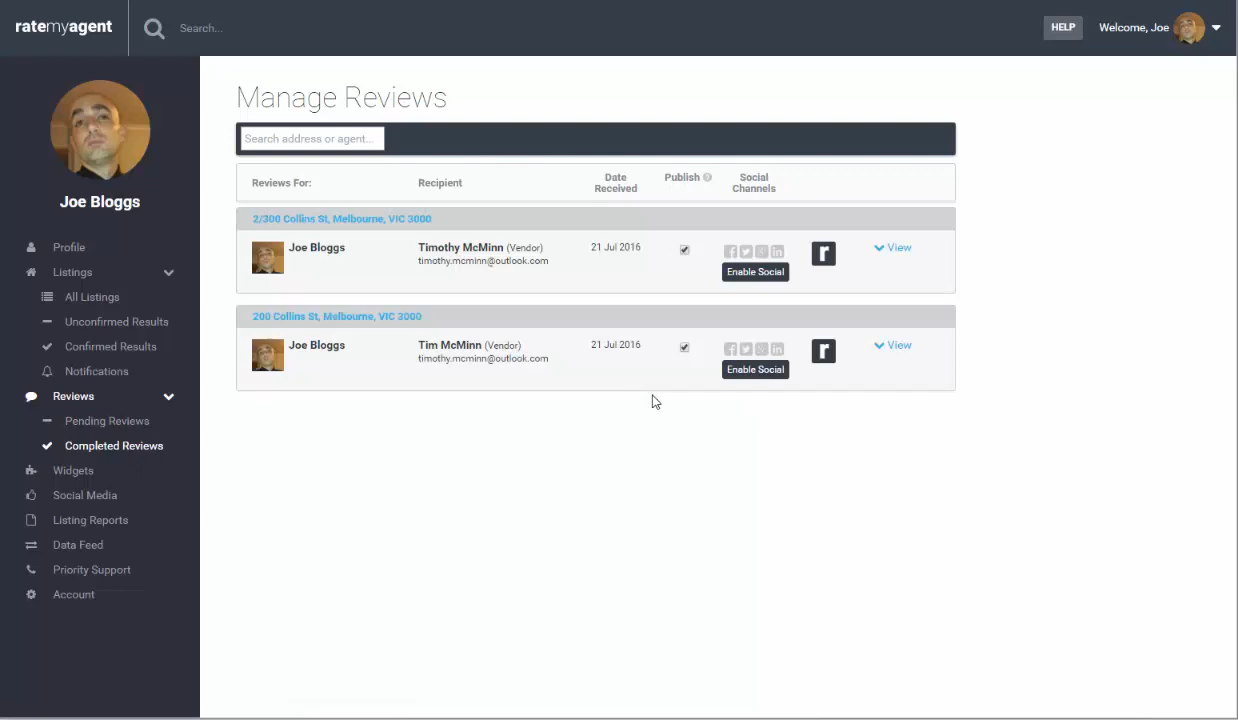 ratemyagent
Search...
HELP
Welcome, Joe
Joe Bloggs
Profile
Listings
All Listings
Unconfirmed Results
Confirmed Results
Notifications
Reviews
Pending Reviews
Completed Reviews
Widgets
Social Media
Listing Reports
Data Feed
Priority Support
Account
Manage Reviews
Search address or agent...
Reviews For:
Recipient
Date
Received
Publish
Social
Channels
2/300 Collins St, Melbourne, VIC 3000
Joe Bloggs
Timothy McMinn (Vendor)
timothy.mcminn@outlook.com
21 Jul 2016
Enable Social
r
View
200 Collins St, Melbourne, VIC 3000
Joe Bloggs
Tim McMinn (Vendor)
timothy.mcminn@outlook.com
21 Jul 2016
Enable Social
r
View